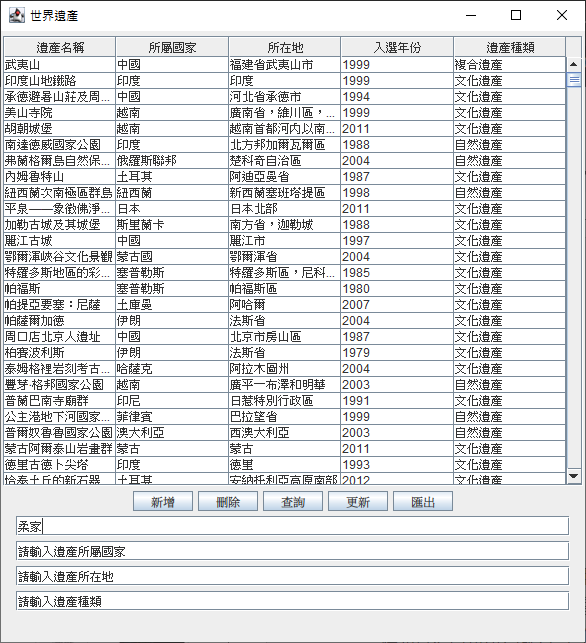 世界遺產
遺產名稱 所屬國家 所在地 入選年份 遺產種類
武夷山 中國 福建省武夷山市 1999 複合遺產
印度山地鐵路 印度 印度 1999 文化遺產
承德避暑山莊及周... 中國 河北省承德市 1994 文化遺產
美山寺院 越南 廣南省，維川區，... 1999 文化遺產
胡朝城堡 越南 越南首都河內以南... 2011 文化遺產
南達德威國家公園 印度 北方邦加爾瓦爾區 1988 自然遺產
弗蘭格爾島自然保... 俄羅斯聯邦 楚科奇自治區 2004 自然遺產
內姆魯特山 土耳其 阿迪亞曼省 1987 文化遺產
紐西蘭次南極區群島 紐西蘭 新西蘭塞班塔提區 1998 自然遺產
平泉——象徵佛淨... 日本 日本北部 2011 文化遺產
加勒古城及其城堡 斯里蘭卡 南方省，迦勒城 1988 文化遺產
麗江古城 中國 麗江市 1997 文化遺產
鄂爾渾峽谷文化景觀 蒙古國 鄂爾渾省 2004 文化遺產
特羅多斯地區的彩... 塞普勒斯 特羅多斯區，尼科... 1985 文化遺產
帕福斯 塞普勒斯 帕福斯區 1980 文化遺產
帕提亞要塞：尼薩 土庫曼 阿哈爾 2007 文化遺產
帕薩爾加德 伊朗 法斯省 2004 文化遺產
周口店北京人遺址 中國 北京市房山區 1987 文化遺產
柏賽波利斯 伊朗 法斯省 1979 文化遺產
泰姆格裡岩刻考古... 哈薩克 阿拉木圖州 2004 文化遺產
豐芽-格邦國家公園 越南 廣平一布澤和明華 2003 自然遺產
普蘭巴南寺廟群 印尼 日惹特別行政區 1991 文化遺產
公主港地下河國家... 菲律賓 巴拉望省 1999 自然遺產
普爾奴魯魯國家公園 澳大利亞 西澳大利亞 2003 自然遺產
蒙古阿爾泰山岩畫群 蒙古 蒙古 2011 文化遺產
德里古德卜尖塔 印度 德里 1993 文化遺產
恰泰土丘的新石器... 土耳其 安納托利亞高原南部 2012 文化遺產
新增 刪除 查詢 更新 匯出
柔家
請輸入遺產所屬國家
請輸入遺產所在地
請輸入遺產種類